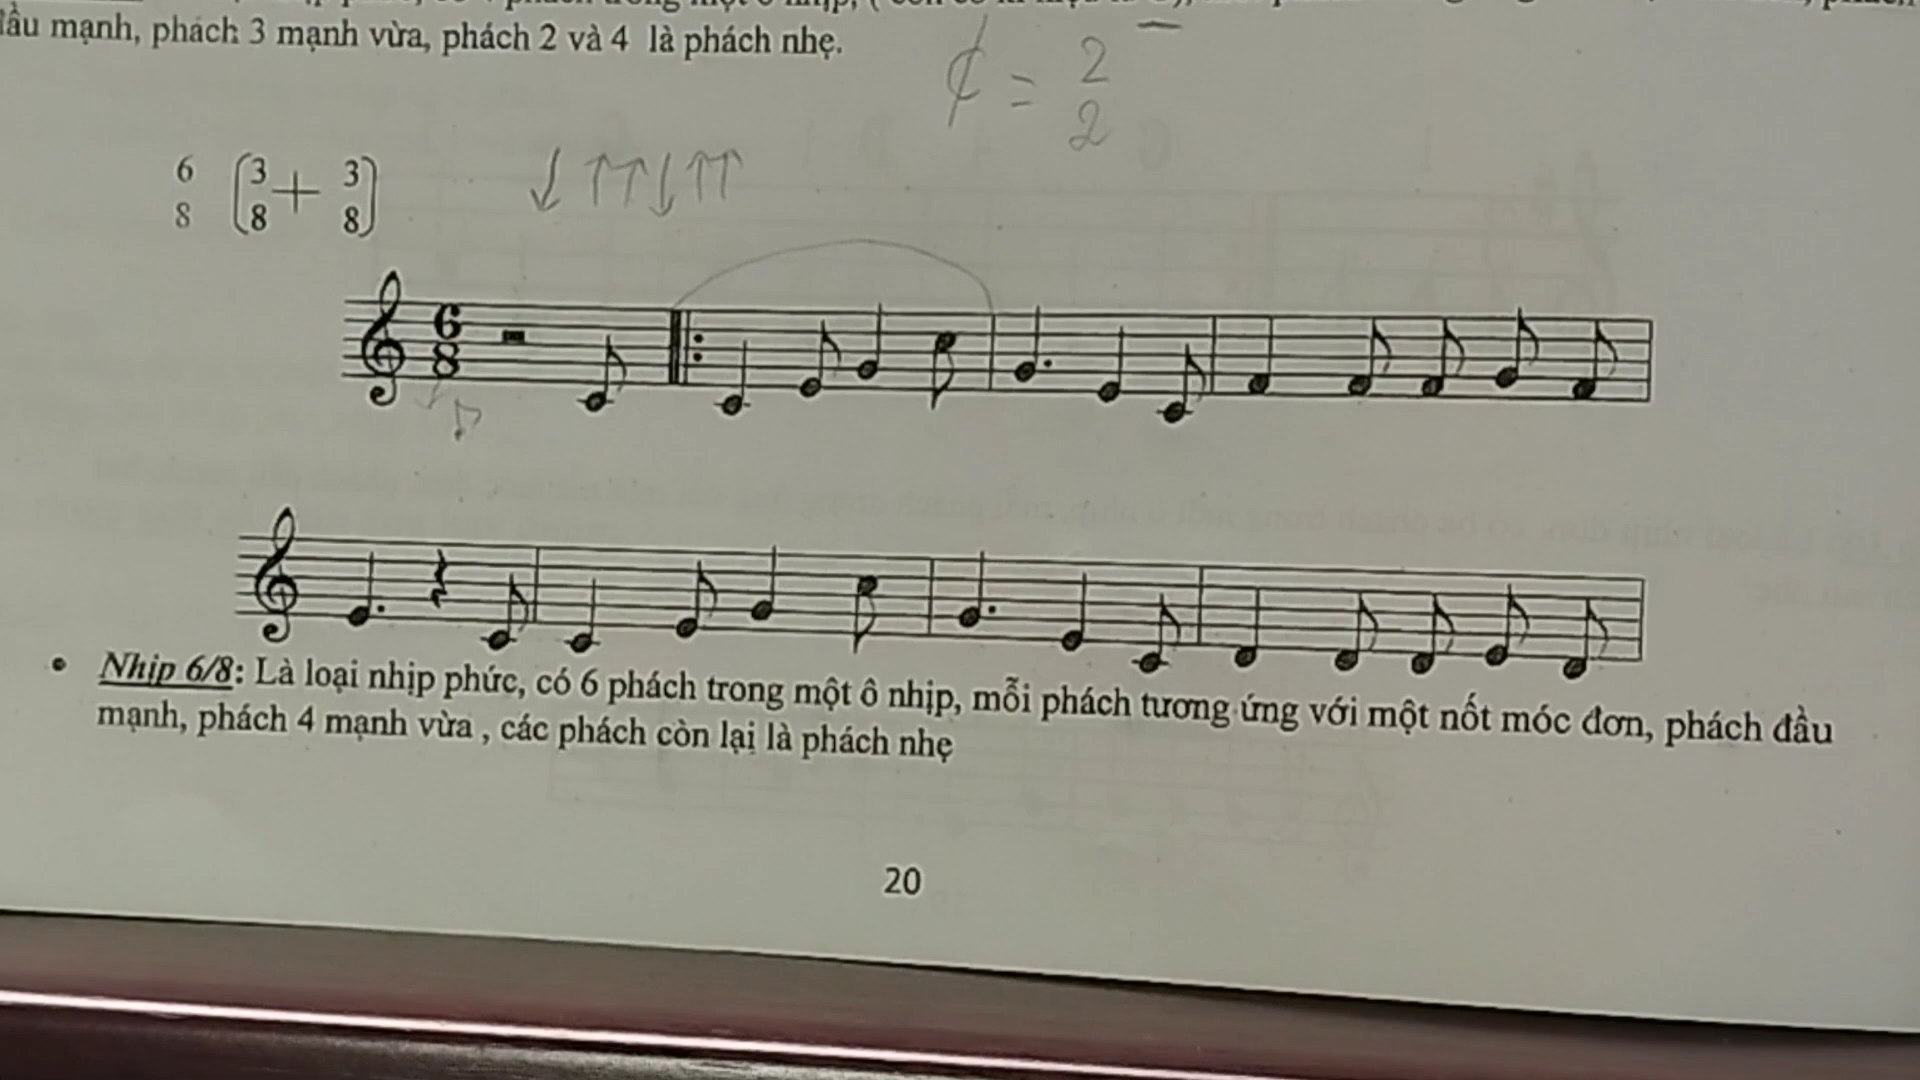 đầu mạnh, phách 3 mạnh vừa, phách 2 và 4 là phách nhẹ.
¢ = 2
2
6 (3 + 3)
8 8 8
6
8
Nhịp 6/8: Là loại nhịp phức, có 6 phách trong một ô nhịp, mỗi phách tương ứng với một nốt móc đơn, phách đầu
mạnh, phách 4 mạnh vừa , các phách còn lại là phách nhẹ
20